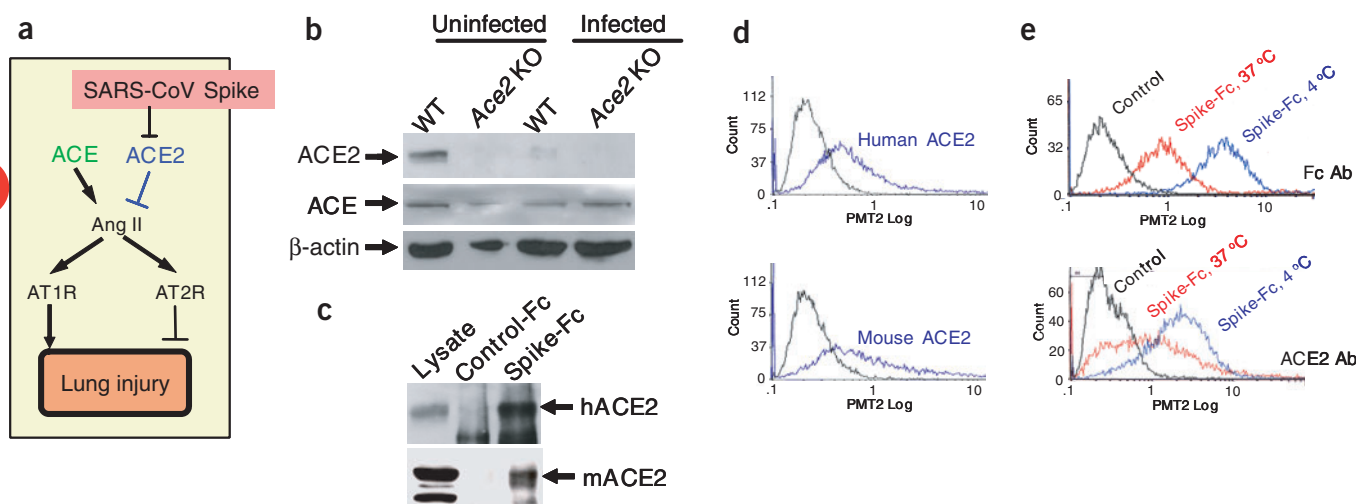 a
SARS-CoV Spike
ACE ACE2
Ang II
AT1R AT2R
Lung injury
b
Uninfected Infected
WT Ace2 KO WT Ace2 KO
ACE2
ACE
β-actin
c
Lysate Control-Fc Spike-Fc
hACE2
mACE2
d
112
75
37
0
Count
Human ACE2
.1 1 10
PMT2 Log
112
75
37
0
Count
Mouse ACE2
.1 1 10
PMT2 Log
e
65
32
0
Count
Control
Spike-Fc, 37 ºC
Spike-Fc, 4 ºC
Fc Ab
.1 1 10
PMT2 Log
60
40
20
0
Count
Control
Spike-Fc, 37 ºC
Spike-Fc, 4 ºC
ACE2 Ab
.1 1 10
PMT2 Log